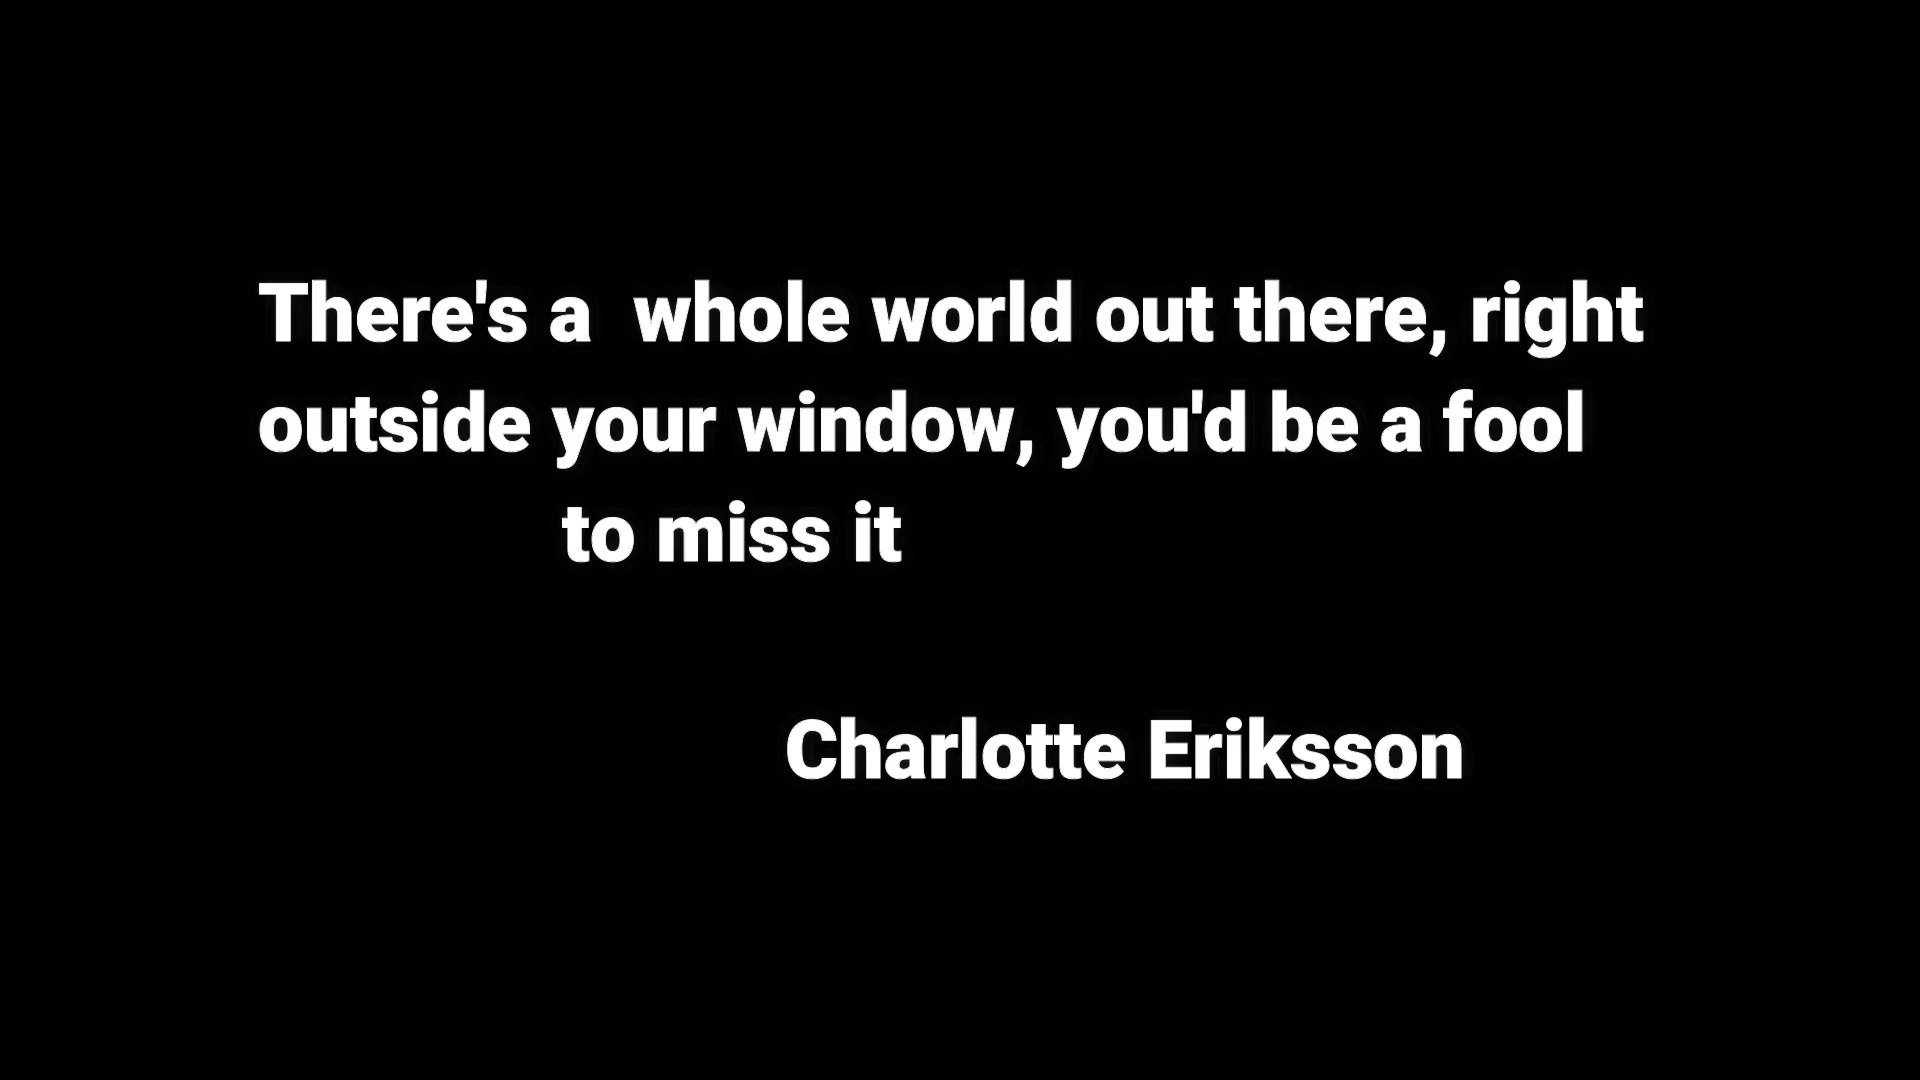 There's a  whole world out there, right
outside your window, you'd be a fool
to miss it
Charlotte Eriksson